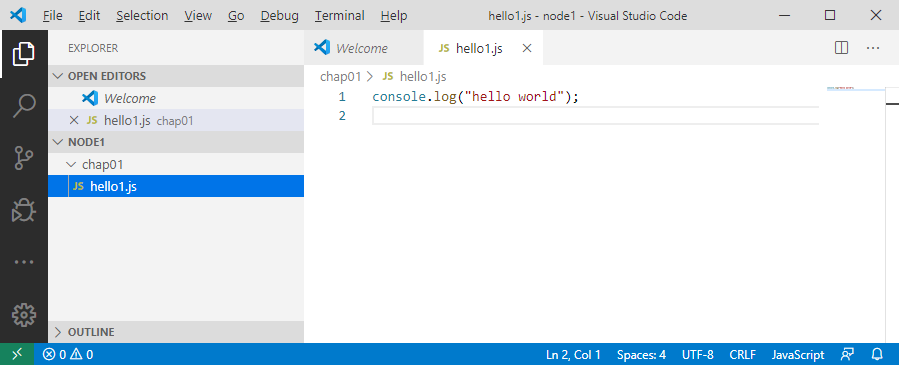 File Edit Selection View Go Debug Terminal Help hello1.js - node1 - Visual Studio Code
EXPLORER
OPEN EDITORS
Welcome
hello1.js chap01
NODE1
chap01
JS hello1.js
OUTLINE
Welcome JS hello1.js
chap01 > JS hello1.js
1 console.log("hello world");
2
0 0 Ln 2, Col 1 Spaces: 4 UTF-8 CRLF JavaScript